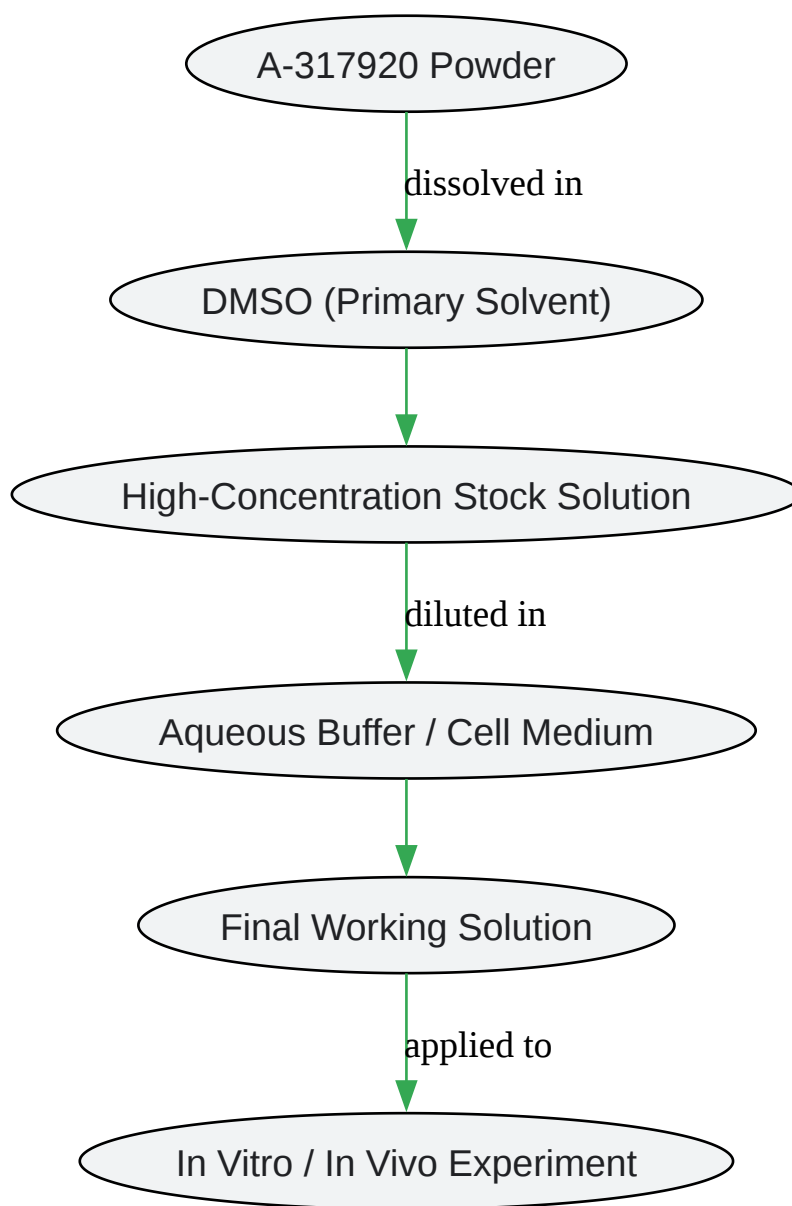 A-317920 Powder
dissolved in
DMSO (Primary Solvent)
High-Concentration Stock Solution
diluted in
Aqueous Buffer / Cell Medium
Final Working Solution
applied to
In Vitro / In Vivo Experiment